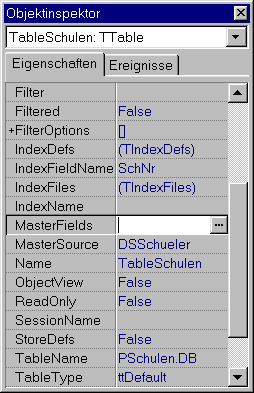 Objektinspektor
TableSchulen: TTable
Eigenschaften Ereignisse
Filter
Filtered False
+FilterOptions []
IndexDefs (TIndexDefs)
IndexFieldName SchNr
IndexFiles (TIndexFiles)
IndexName
MasterFields ...
MasterSource DSSchueler
Name TableSchulen
ObjectView False
ReadOnly False
SessionName
StoreDefs False
TableName PSchulen.DB
TableType ttDefault